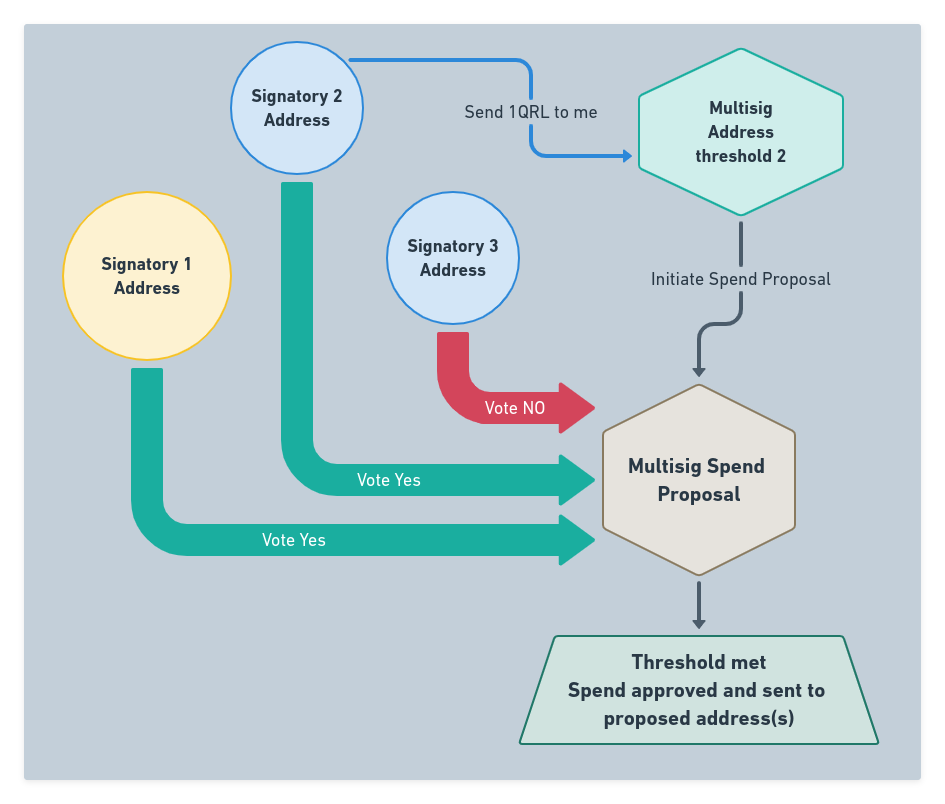 Signatory 2
Address
Send 1QRL to me
Multisig
Address
threshold 2
Signatory 1
Address
Signatory 3
Address
Initiate Spend Proposal
Vote NO
Multisig Spend
Proposal
Vote Yes
Vote Yes
Threshold met
Spend approved and sent to
proposed address(s)